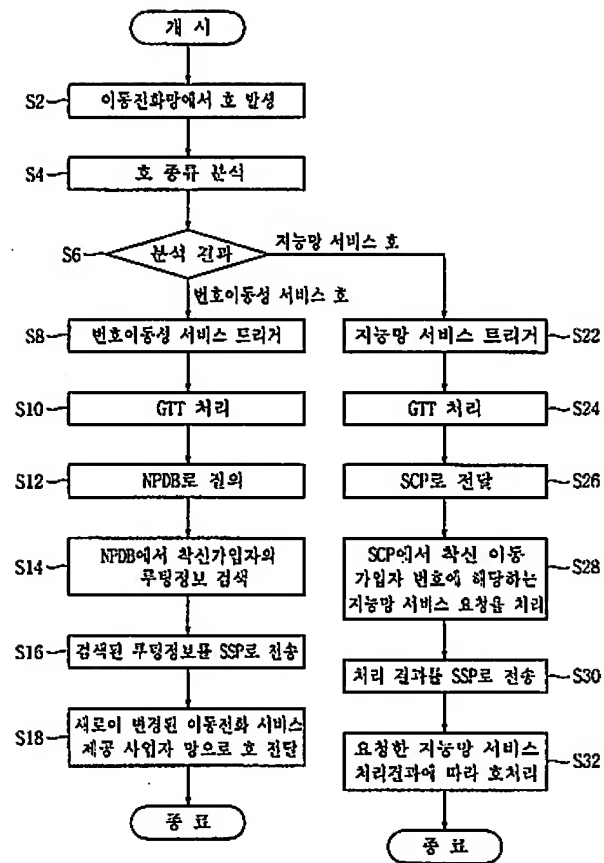 개 시
S2
이동전화망에서 호 발생
S4
호 종류 분석
S6
분석 결과
지능망 서비스 호
번호이동성 서비스 호
S8
번호이동성 서비스 트리거
S10
GTT 처리
S12
NPDB로 질의
S14
NPDB에서 착신가입자의
루팅정보 검색
S16
검색된 루팅정보를 SSP로 전송
S18
새로이 변경된 이동전화 서비스
제공 사업자 망으로 호 전달
종 료
지능망 서비스 트리거
S22
GTT 처리
S24
SCP로 전달
S26
SCP에서 착신 이동
가입자 번호에 해당하는
지능망 서비스 요청을 처리
S28
처리 결과를 SSP로 전송
S30
요청한 지능망 서비스
처리결과에 따라 호처리
S32
종 료